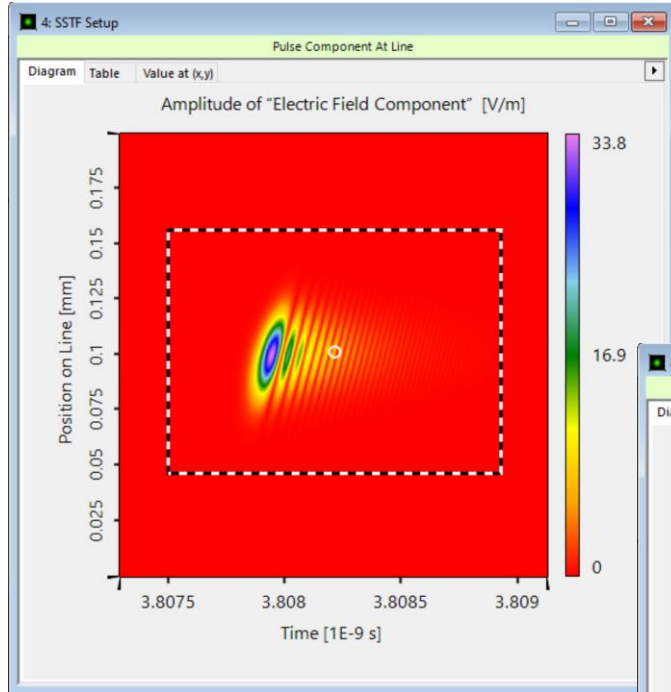 4: SSTF Setup
Pulse Component At Line
Diagram Table Value at (x,y)
Amplitude of "Electric Field Component" [V/m]
33.8
16.9
0
Position on Line [mm]
0.175
0.15
0.125
0.1
0.075
0.05
0.025
3.8075 3.808 3.8085 3.809
Time [1E-9 s]